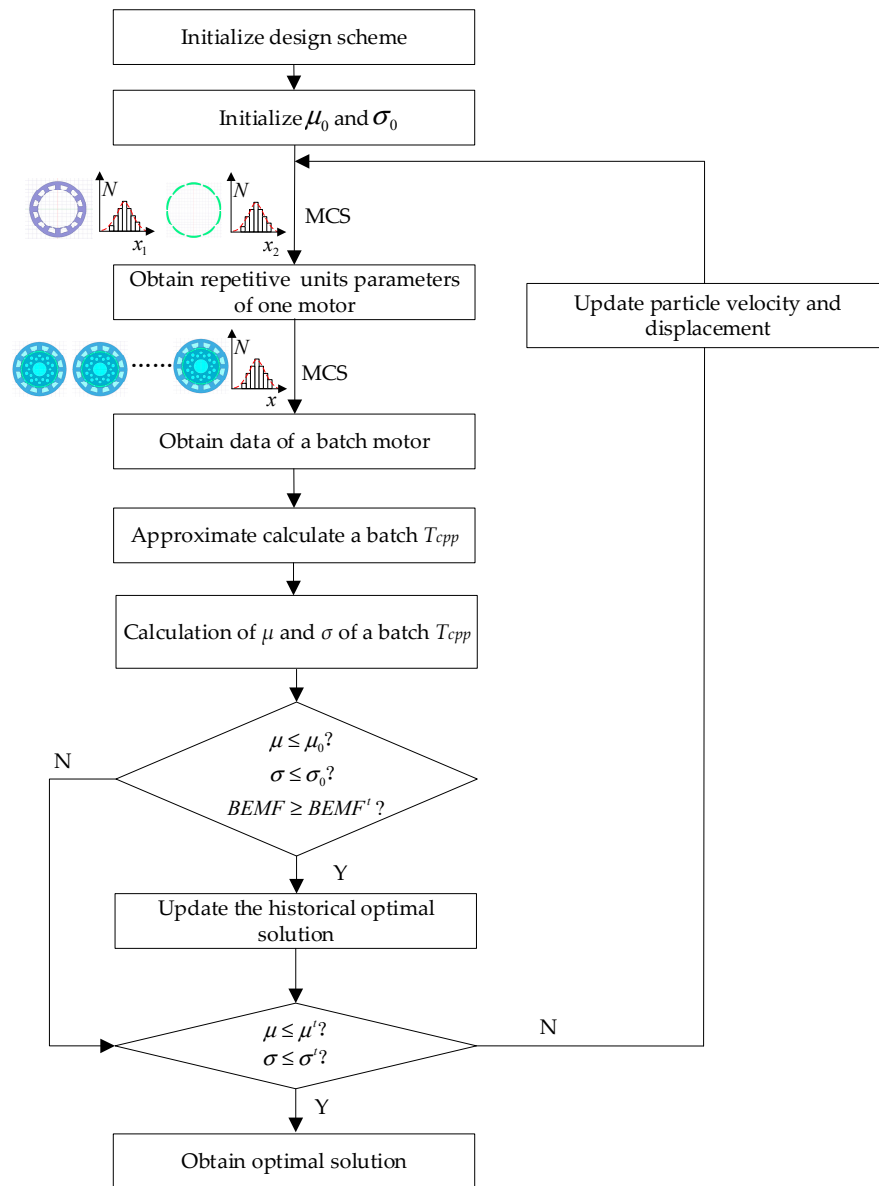 Initialize design scheme
Initialize μ₀ and σ₀
N
x₁
N
x₂
MCS
Obtain repetitive units parameters
of one motor
Update particle velocity and
displacement
N
x
......
MCS
Obtain data of a batch motor
Approximate calculate a batch Tcpp
Calculation of μ and σ of a batch Tcpp
μ ≤ μ₀?
σ ≤ σ₀?
BEMF ≥ BEMFᵗ ?
N
Y
Update the historical optimal
solution
μ ≤ μᵗ?
σ ≤ σᵗ?
N
Y
Obtain optimal solution